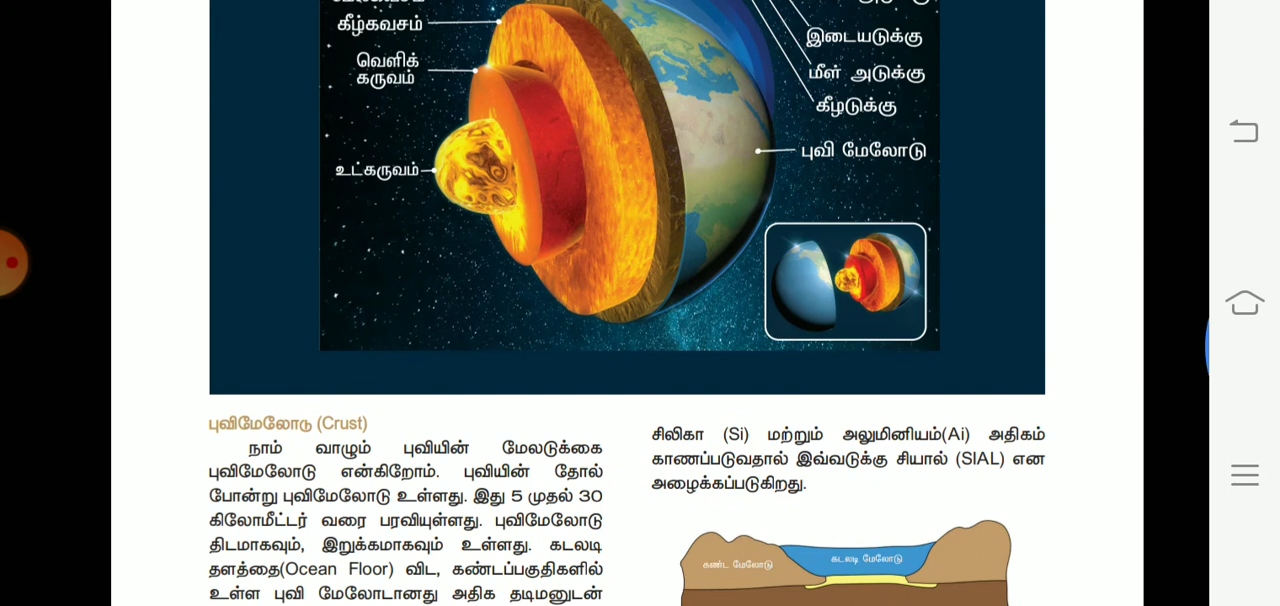 கீழ்கவசம்
வெளிக்
கருவம்
உட்கருவம்
இடையடுக்கு
மீள் அடுக்கு
கீழடுக்கு
புவி மேலோடு
புவிமேலோடு (Crust)
நாம் வாழும் புவியின் மேலடுக்கை
புவிமேலோடு என்கிறோம். புவியின் தோல்
போன்று புவிமேலோடு உள்ளது. இது 5 முதல் 30
கிலோமீட்டர் வரை பரவியுள்ளது. புவிமேலோடு
திடமாகவும், இறுக்கமாகவும் உள்ளது. கடலடி
தளத்தை(Ocean Floor) விட, கண்டப்பகுதிகளில்
உள்ள புவி மேலோடானது அதிக தடிமனுடன்
சிலிகா (Si) மற்றும் அலுமினியம்(Ai) அதிகம்
காணப்படுவதால் இவ்வடுக்கு சியால் (SIAL) என
அழைக்கப்படுகிறது.
கண்ட மேலோடு
கடலடி மேலோடு